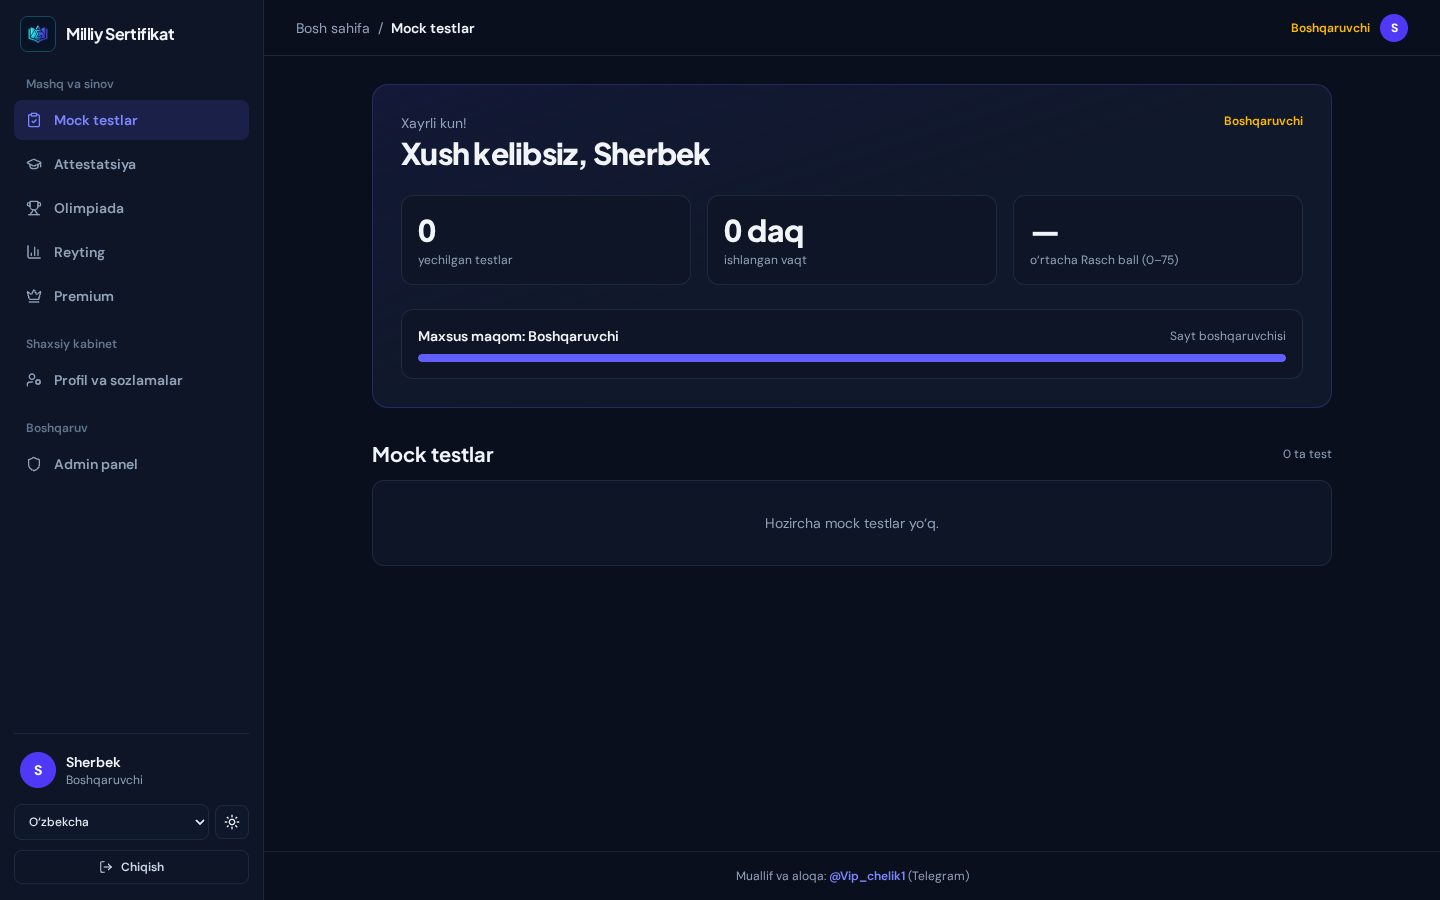 Milliy Sertifikat
Mashq va sinov
Mock testlar
Attestatsiya
Olimpiada
Reyting
Premium
Shaxsiy kabinet
Profil va sozlamalar
Boshqaruv
Admin panel
Sherbek
S
Boshqaruvchi
Oʻzbekcha
Chiqish
Bosh sahifa / Mock testlar
Boshqaruvchi S
Xayrli kun!
Boshqaruvchi
Xush kelibsiz, Sherbek
0
yechilgan testlar
0 daq
ishlangan vaqt
—
oʻrtacha Rasch ball (0–75)
Maxsus maqom: Boshqaruvchi
Sayt boshqaruvchisi
Mock testlar
0 ta test
Hozircha mock testlar yoʻq.
Muallif va aloqa: @Vip_chelik1 (Telegram)